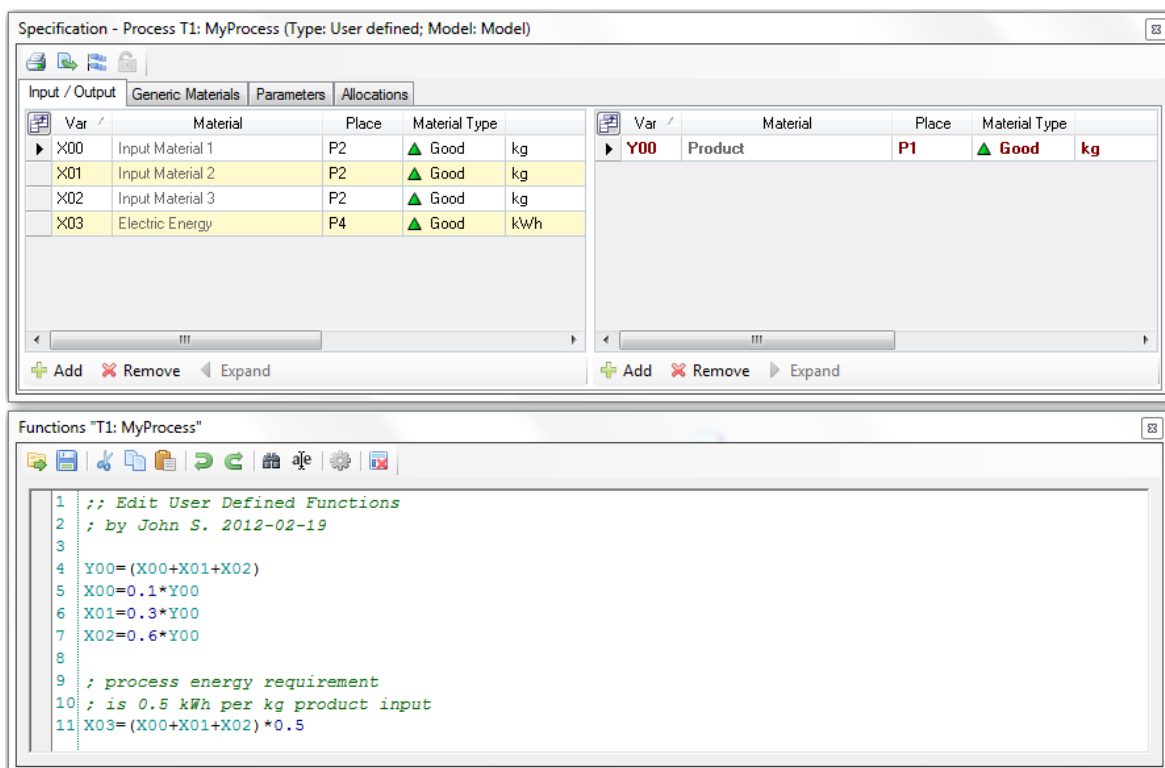 Specification - Process T1: MyProcess (Type: User defined; Model: Model)
Input / Output Generic Materials Parameters Allocations
Var Material Place Material Type
X00 Input Material 1 P2 Good kg
X01 Input Material 2 P2 Good kg
X02 Input Material 3 P2 Good kg
X03 Electric Energy P4 Good kWh
Add Remove Expand
Var Material Place Material Type
Y00 Product P1 Good kg
Add Remove Expand
Functions "T1: MyProcess"
1 ;; Edit User Defined Functions
2 ; by John S. 2012-02-19
3
4 Y00=(X00+X01+X02)
5 X00=0.1*Y00
6 X01=0.3*Y00
7 X02=0.6*Y00
8
9 ; process energy requirement
10 ; is 0.5 kWh per kg product input
11 X03=(X00+X01+X02)*0.5